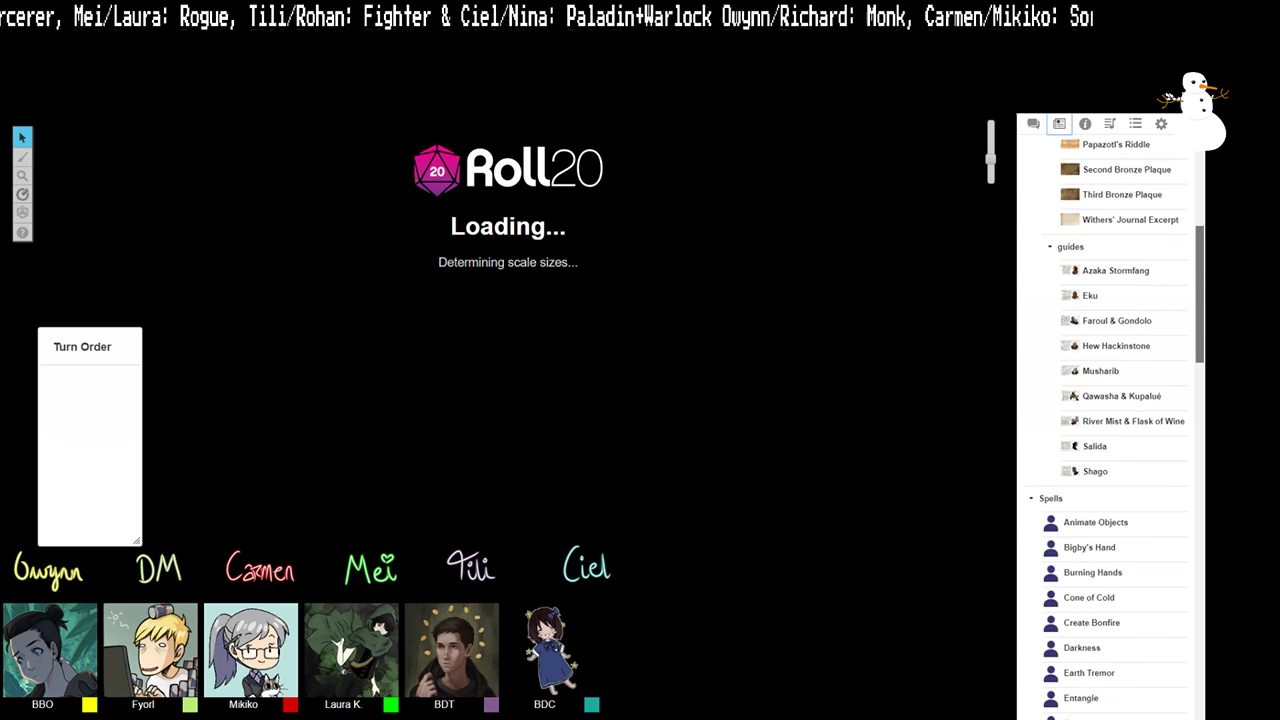 rcerer, Mei/Laura: Rogue, Tili/Rohan: Fighter & Ciel/Nina: Paladin+Warlock Owynn/Richard: Monk, Carmen/Mikiko: Sor
20
Roll20
Loading...
Determining scale sizes...
Turn Order
Papazotl's Riddle
Second Bronze Plaque
Third Bronze Plaque
Withers' Journal Excerpt
guides
Azaka Stormfang
Eku
Faroul & Gondolo
Hew Hackinstone
Musharib
Qawasha & Kupalué
River Mist & Flask of Wine
Salida
Shago
Spells
Animate Objects
Bigby's Hand
Burning Hands
Cone of Cold
Create Bonfire
Darkness
Earth Tremor
Entangle
Owynn
DM
Carmen
Mei
Tili
Ciel
BBO
Fyorl
Mikiko
Laura K.
BDT
BDC